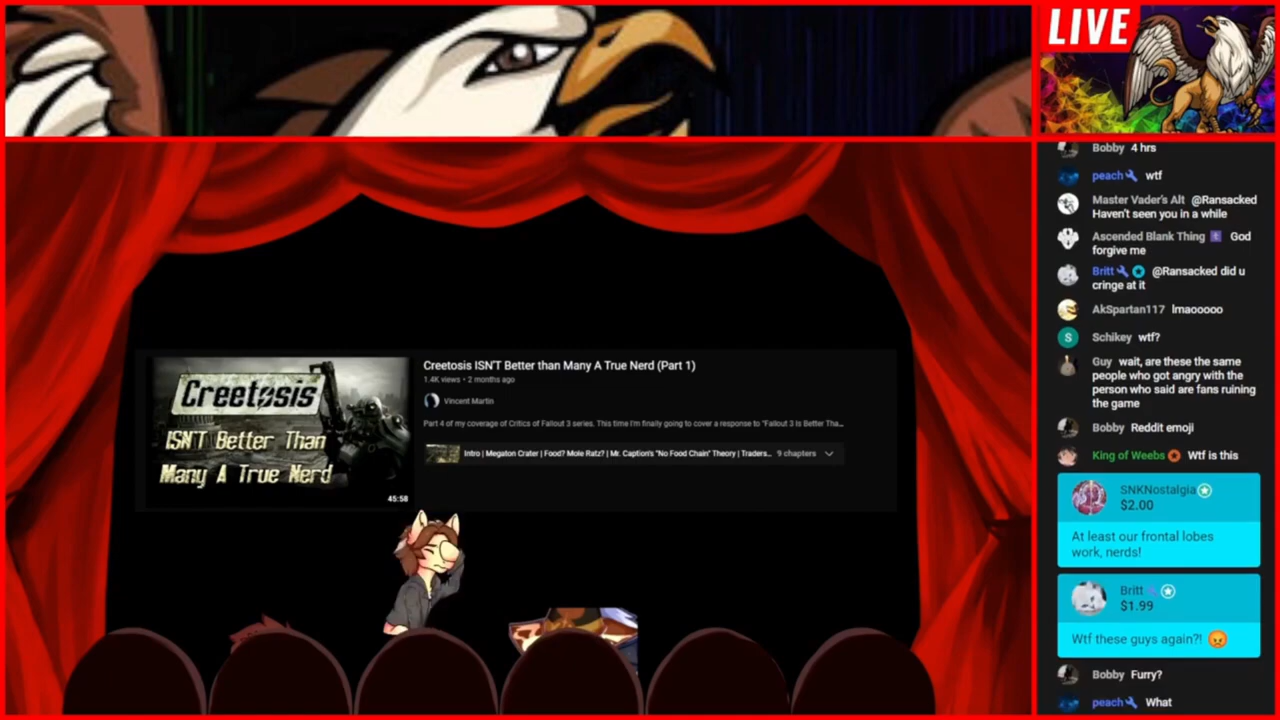 LIVE
Creetosis
ISN'T Better Than
Many A True Nerd
45:58
Creetosis ISN'T Better than Many A True Nerd (Part 1)
1.4K views • 2 months ago
Vincent Martin
Part 4 of my coverage of Critics of Fallout 3 series. This time I'm finally going to cover a response to "Fallout 3 Is Better Tha...
Intro | Megaton Crater | Food? Mole Ratz? | Mr. Caption's "No Food Chain" Theory | Traders... 9 chapters
Bobby 4 hrs
peach wtf
Master Vader's Alt @Ransacked
Haven't seen you in a while
Ascended Blank Thing God
forgive me
Britt @Ransacked did u
cringe at it
AkSpartan117 lmaooooo
S Schikey wtf?
Guy wait, are these the same
people who got angry with the
person who said are fans ruining
the game
Bobby Reddit emoji
King of Weebs Wtf is this
SNKNostalgia
$2.00
At least our frontal lobes
work, nerds!
Britt
$1.99
Wtf these guys again?! 😡
Bobby Furry?
peach What